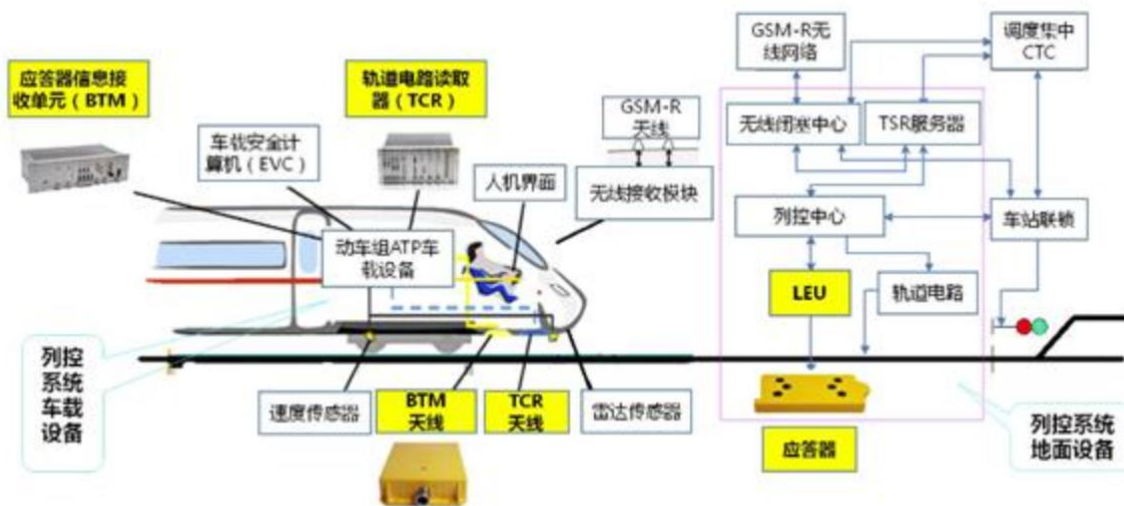 应答器信息接
收单元（BTM）
轨道电路读取
器（TCR）
车载安全计
算机（EVC）
人机界面
GSM-R
天线
无线接收模块
动车组ATP车
载设备
列控
系统
车载
设备
速度传感器
BTM
天线
TCR
天线
雷达传感器
GSM-R无
线网络
调度集中
CTC
无线闭塞中心
TSR服务器
列控中心
车站联锁
LEU
轨道电路
应答器
列控系统
地面设备